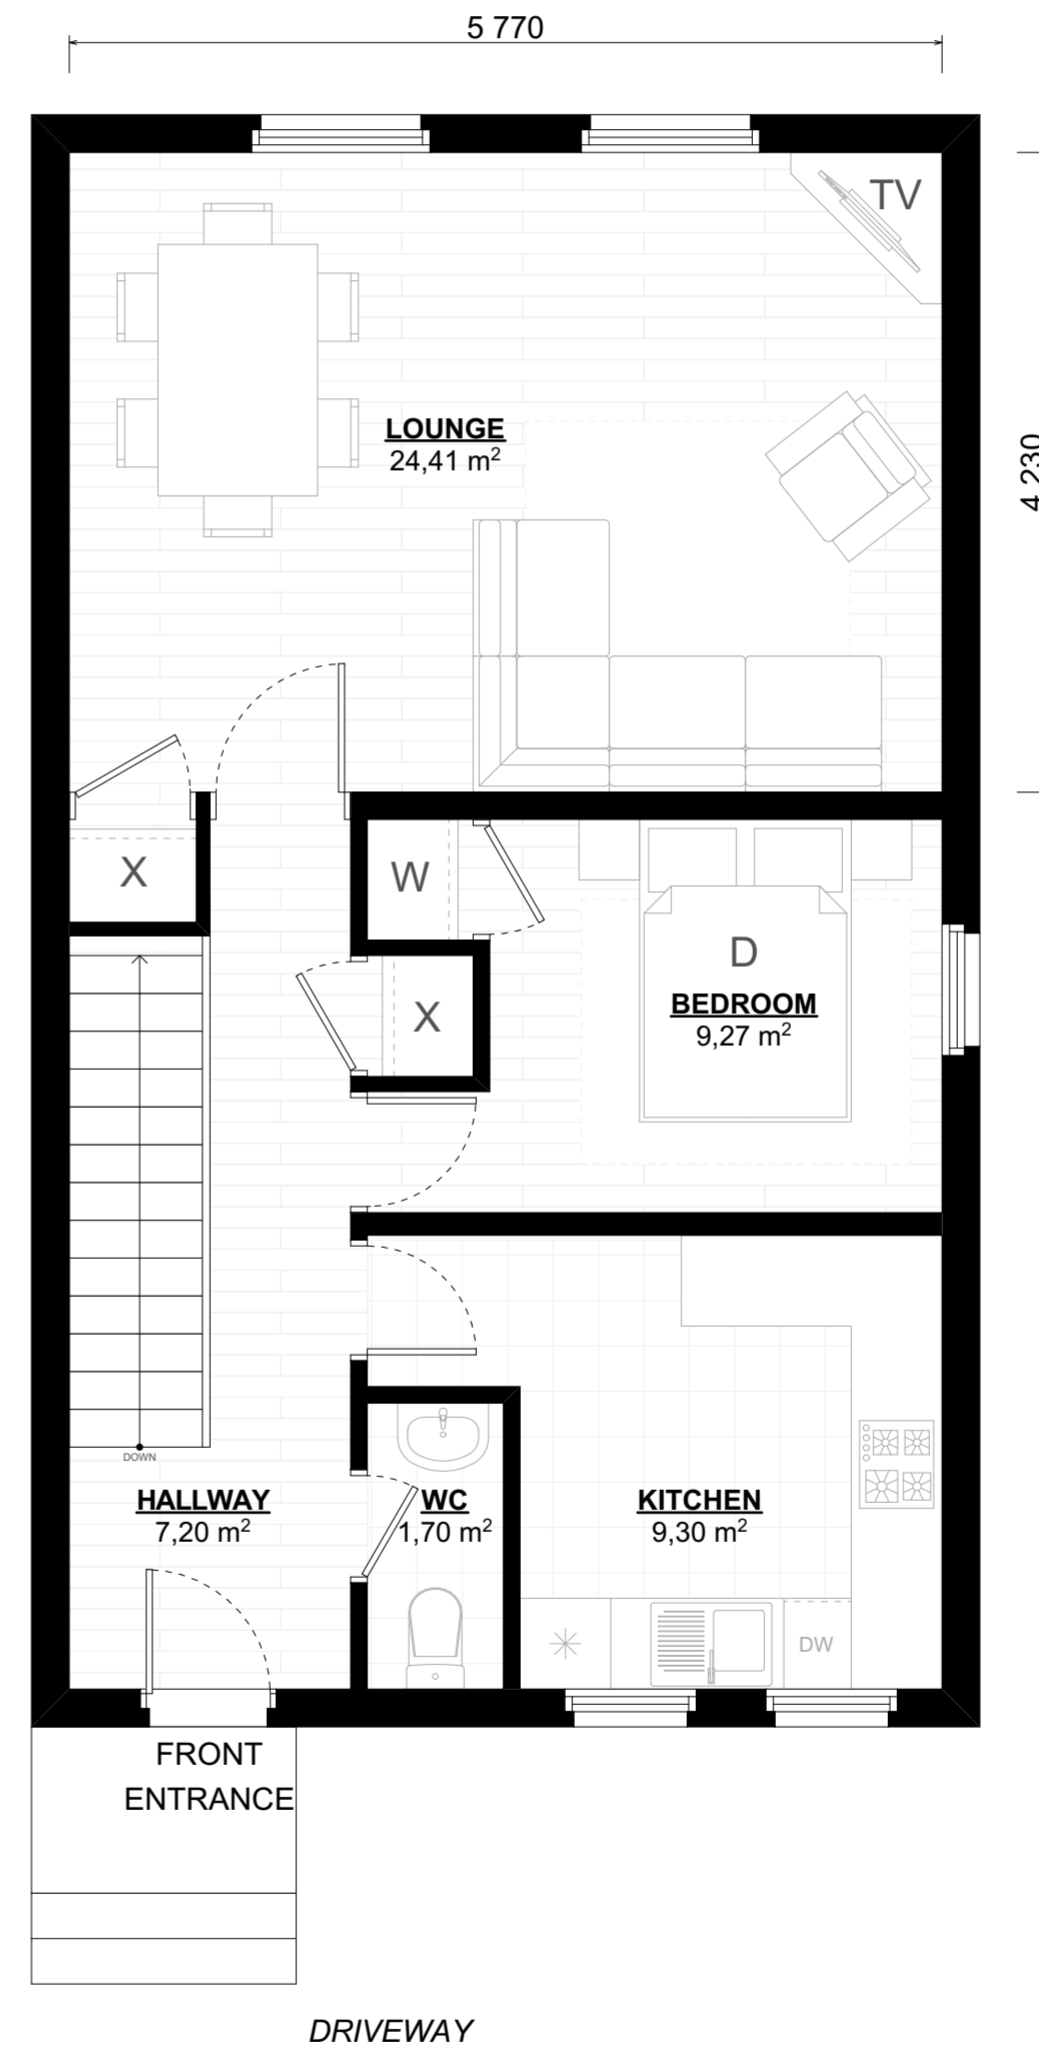 5 770
TV
LOUNGE
24,41 m²
4 230
X
W
X
D
BEDROOM
9,27 m²
DOWN
HALLWAY
7,20 m²
WC
1,70 m²
KITCHEN
9,30 m²
DW
FRONT
ENTRANCE
DRIVEWAY